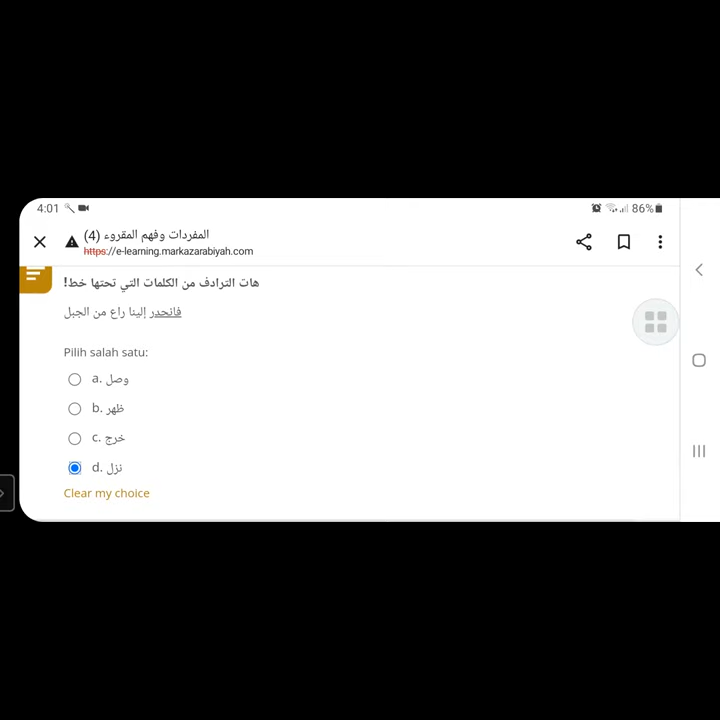 4:01
86%
المفردات وفهم المقروء (4)
https://e-learning.markazarabiyah.com
هات الترادف من الكلمات التي تحتها خط!
فانحدر إلينا راع من الجبل
Pilih salah satu:
a. وصل
b. ظهر
c. خرج
d. نزل
Clear my choice